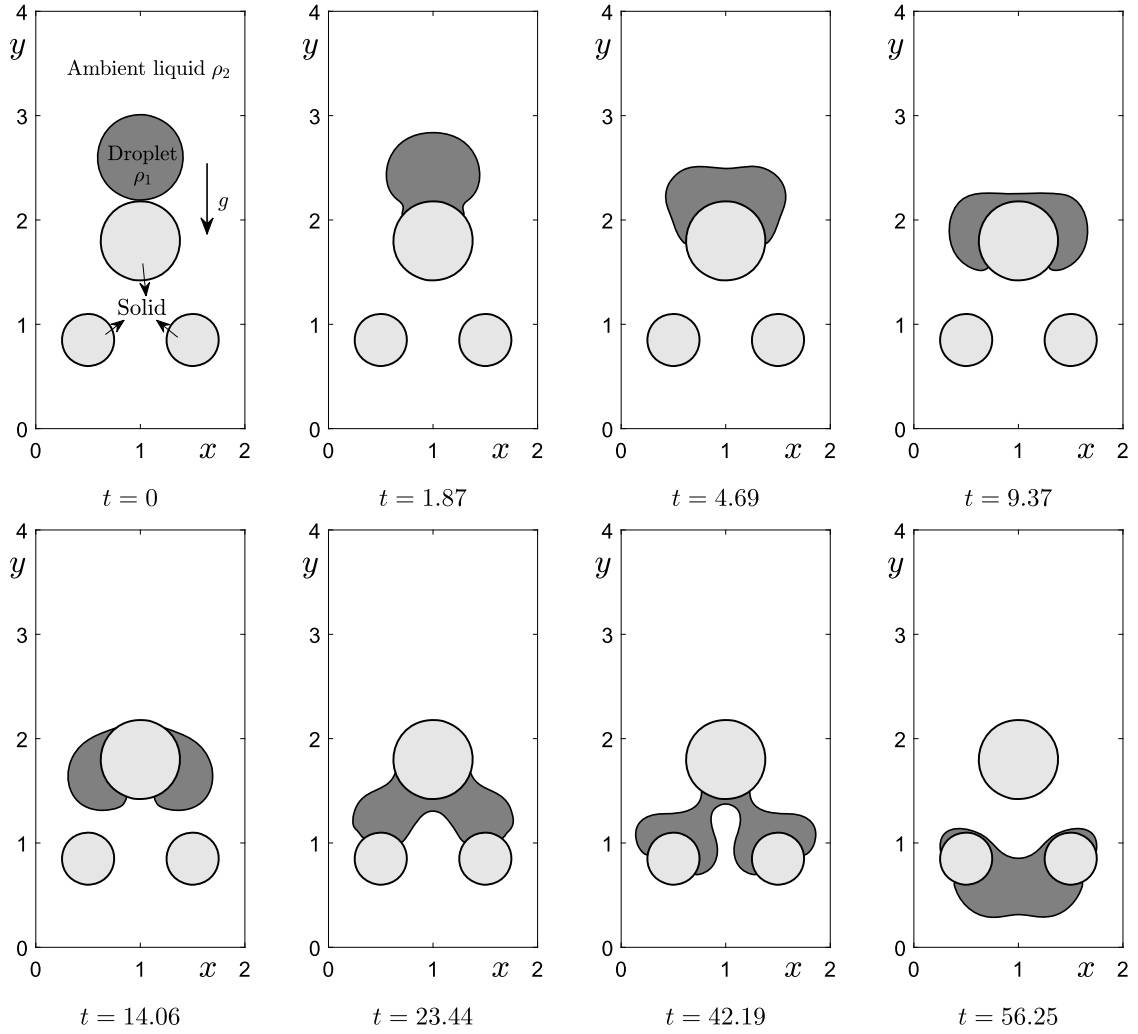 4
y
Ambient liquid ρ₂
3
Droplet
ρ₁
g
2
Solid
1
0
0 1 x 2
t = 0
4
y
3
2
1
0
0 1 x 2
t = 1.87
4
y
3
2
1
0
0 1 x 2
t = 4.69
4
y
3
2
1
0
0 1 x 2
t = 9.37
4
y
3
2
1
0
0 1 x 2
t = 14.06
4
y
3
2
1
0
0 1 x 2
t = 23.44
4
y
3
2
1
0
0 1 x 2
t = 42.19
4
y
3
2
1
0
0 1 x 2
t = 56.25